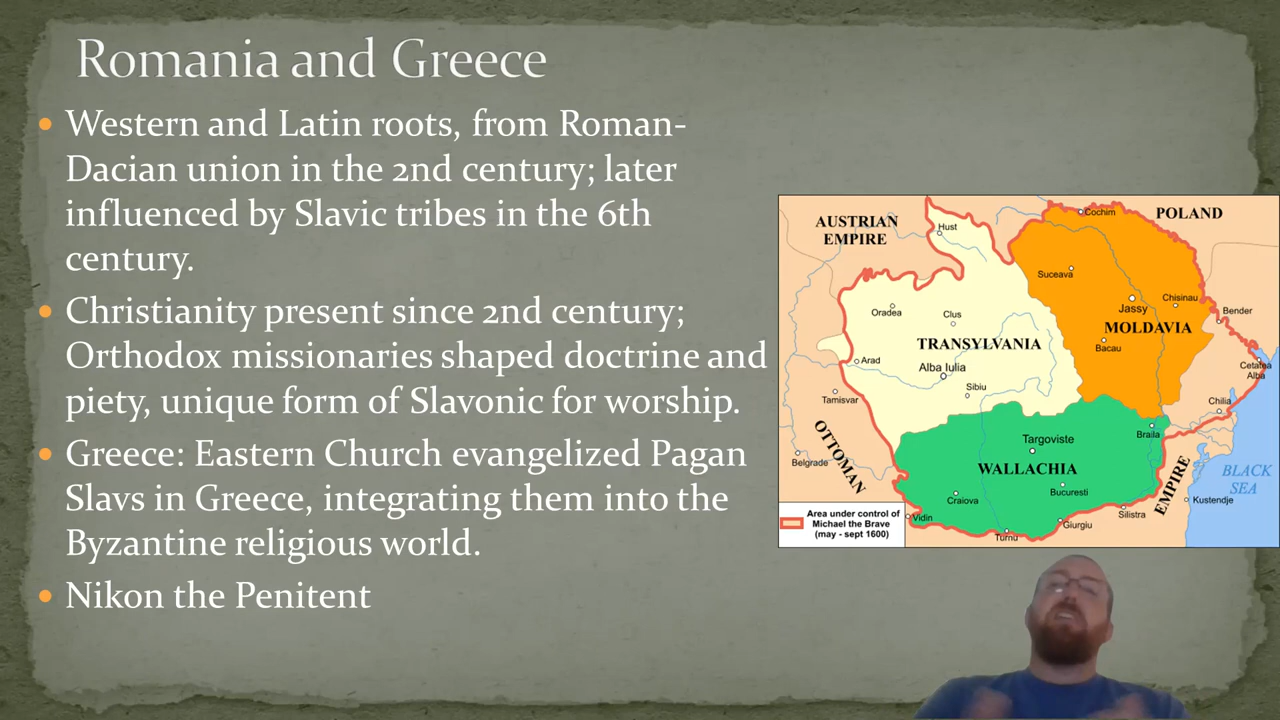 Romania and Greece
• Western and Latin roots, from Roman-
Dacian union in the 2nd century; later
influenced by Slavic tribes in the 6th
century.
• Christianity present since 2nd century;
Orthodox missionaries shaped doctrine and
piety, unique form of Slavonic for worship.
• Greece: Eastern Church evangelized Pagan
Slavs in Greece, integrating them into the
Byzantine religious world.
• Nikon the Penitent
AUSTRIAN
EMPIRE
POLAND
Hust
Cochim
Suceava
Oradea
Clus
Jassy
Chisinau
Bender
TRANSYLVANIA
MOLDAVIA
Bacau
Arad
Alba Iulia
Cetatea
Alba
Sibiu
Tamisvar
Chilia
OTTOMAN
EMPIRE
Braila
Targoviste
Belgrade
WALLACHIA
BLACK
SEA
Bucuresti
Craiova
Kustendje
Silistra
Vidin
Giurgiu
Turnu
Area under control of
Michael the Brave
(may - sept 1600)